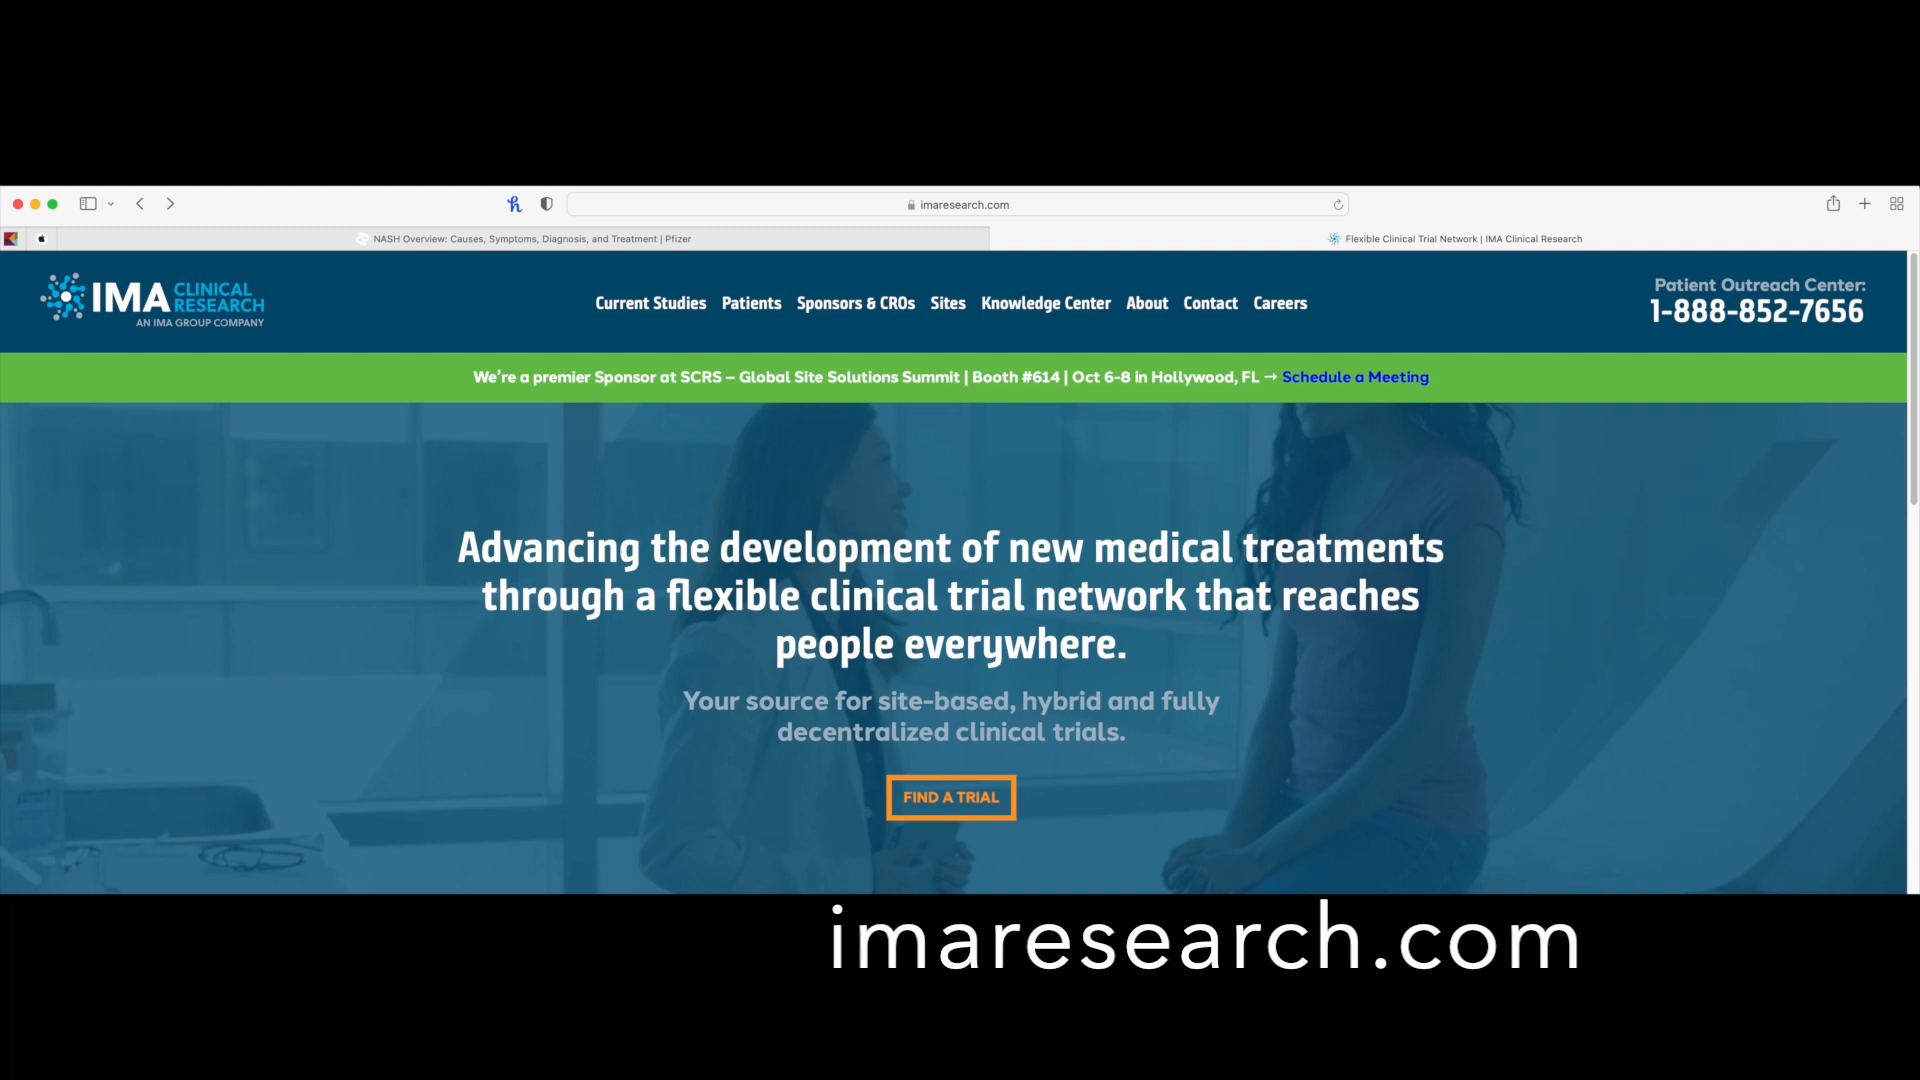 imaresearch.com
NASH Overview: Causes, Symptoms, Diagnosis, and Treatment | Pfizer
Flexible Clinical Trial Network | IMA Clinical Research
IMA CLINICAL RESEARCH
AN IMA GROUP COMPANY
Current Studies Patients Sponsors & CROs Sites Knowledge Center About Contact Careers
Patient Outreach Center:
1-888-852-7656
We're a premier Sponsor at SCRS – Global Site Solutions Summit | Booth #614 | Oct 6-8 in Hollywood, FL → Schedule a Meeting
Advancing the development of new medical treatments
through a flexible clinical trial network that reaches
people everywhere.
Your source for site-based, hybrid and fully
decentralized clinical trials.
FIND A TRIAL
imaresearch.com